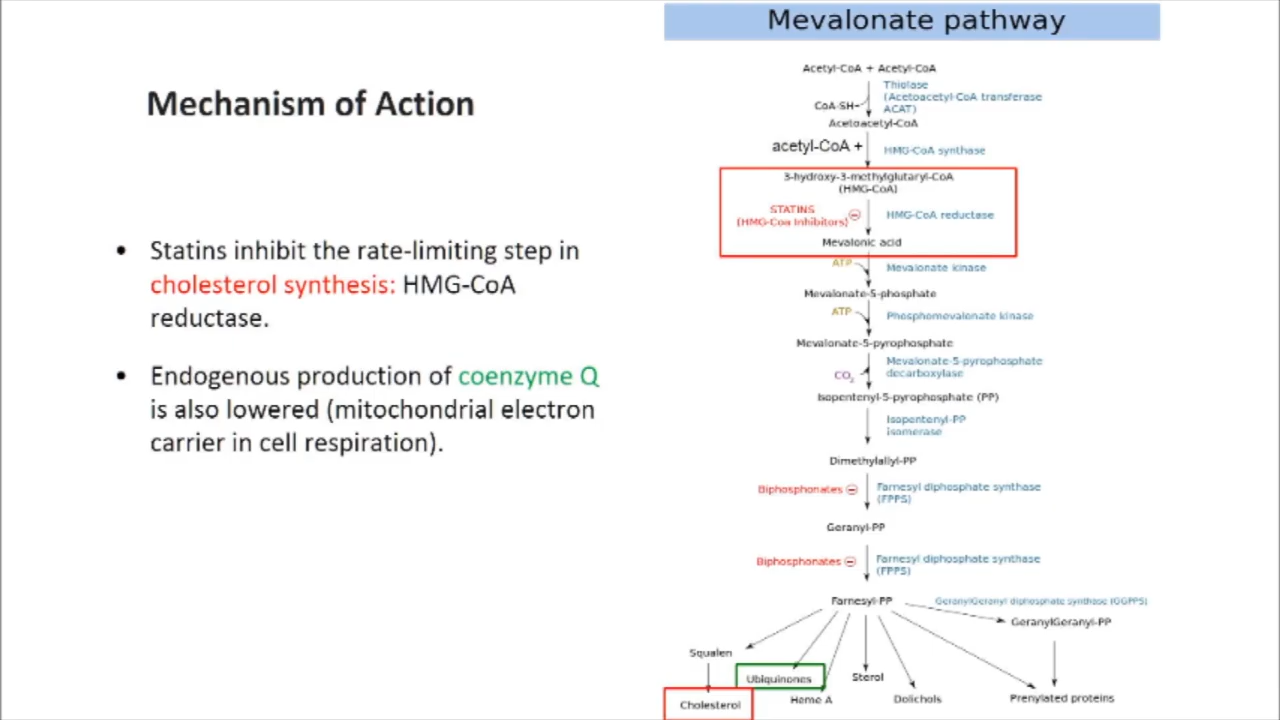 Mechanism of Action
• Statins inhibit the rate-limiting step in
cholesterol synthesis: HMG-CoA
reductase.
• Endogenous production of coenzyme Q
is also lowered (mitochondrial electron
carrier in cell respiration).
Mevalonate pathway
Acetyl-CoA + Acetyl-CoA
Thiolase
(Acetoacetyl-CoA transferase
ACAT)
CoA-SH
Acetoacetyl-CoA
acetyl-CoA +
HMG-CoA synthase
3-hydroxy-3-methylglutaryl-CoA
(HMG-CoA)
STATINS
(HMG-Coa Inhibitors)
HMG-CoA reductase
Mevalonic acid
ATP
Mevalonate kinase
Mevalonate-5-phosphate
ATP
Phosphomevalonate kinase
Mevalonate-5-pyrophosphate
Mevalonate-5-pyrophosphate
decarboxylase
CO2
Isopentenyl-5-pyrophosphate (PP)
Isopentenyl-PP
isomerase
Dimethylallyl-PP
Biphosphonates
Farnesyl diphosphate synthase
(FPPS)
Geranyl-PP
Biphosphonates
Farnesyl diphosphate synthase
(FPPS)
Farnesyl-PP
GeranylGeranyl diphosphate synthase (GGPPS)
GeranylGeranyl-PP
Squalen
Ubiquinones
Sterol
Cholesterol
Heme A
Dolichols
Prenylated proteins